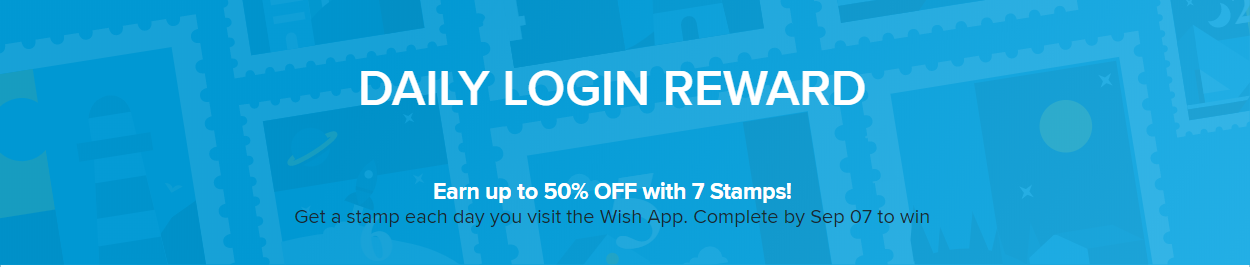 DAILY LOGIN REWARD
Earn up to 50% OFF with 7 Stamps!
Get a stamp each day you visit the Wish App. Complete by Sep 07 to win